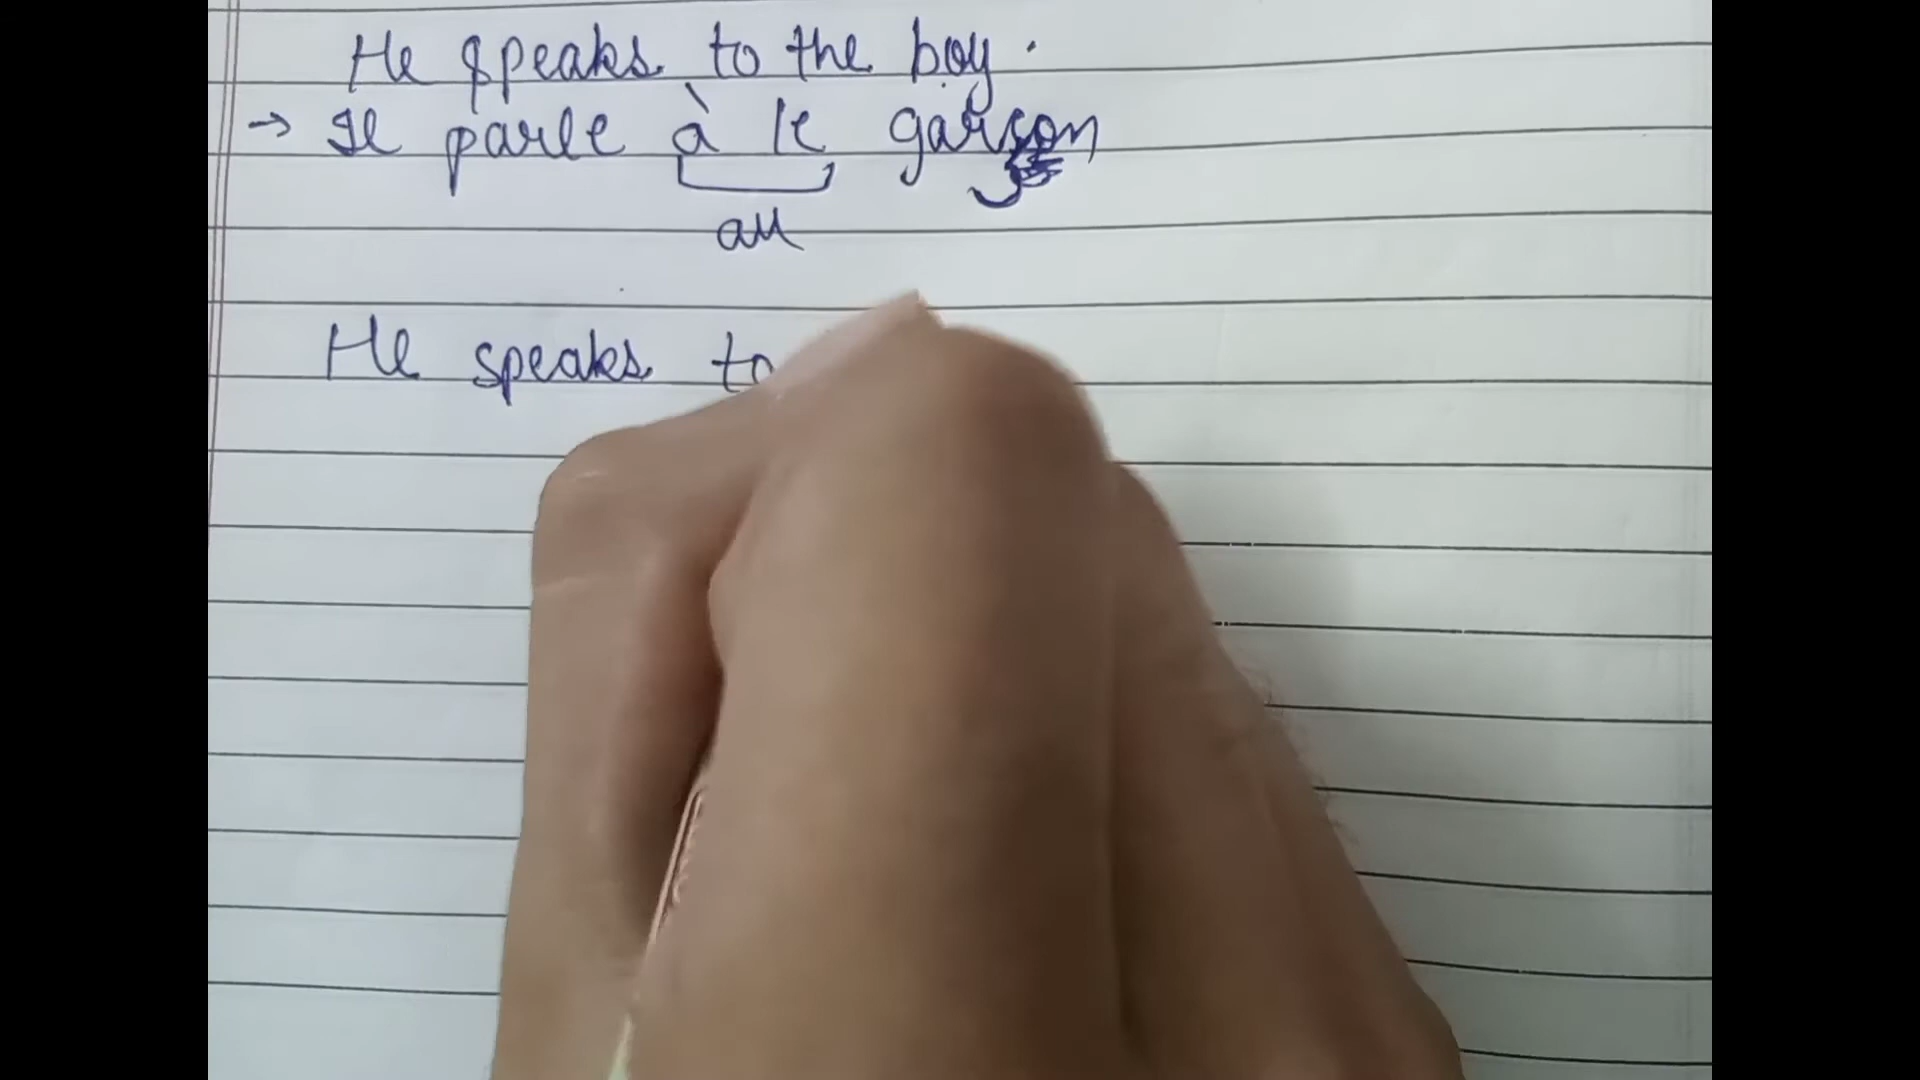 He speaks to the boy.
→ Il parle à le garçon
au
He speaks to